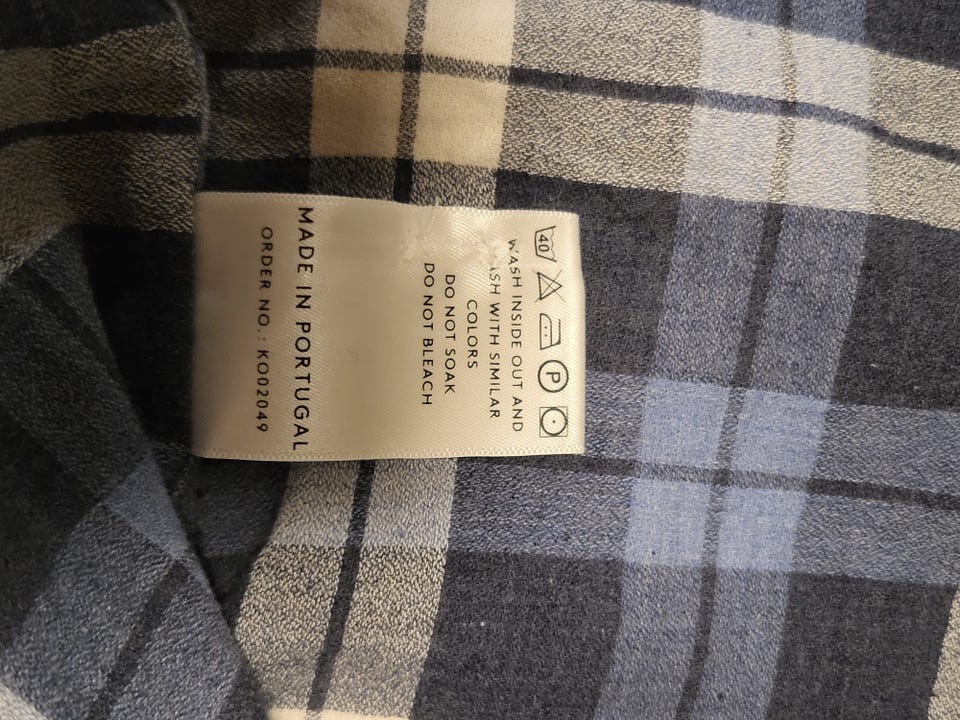 40 P
WASH INSIDE OUT AND
WASH WITH SIMILAR
COLORS
DO NOT SOAK
DO NOT BLEACH
MADE IN PORTUGAL
ORDER NO.: KO02049